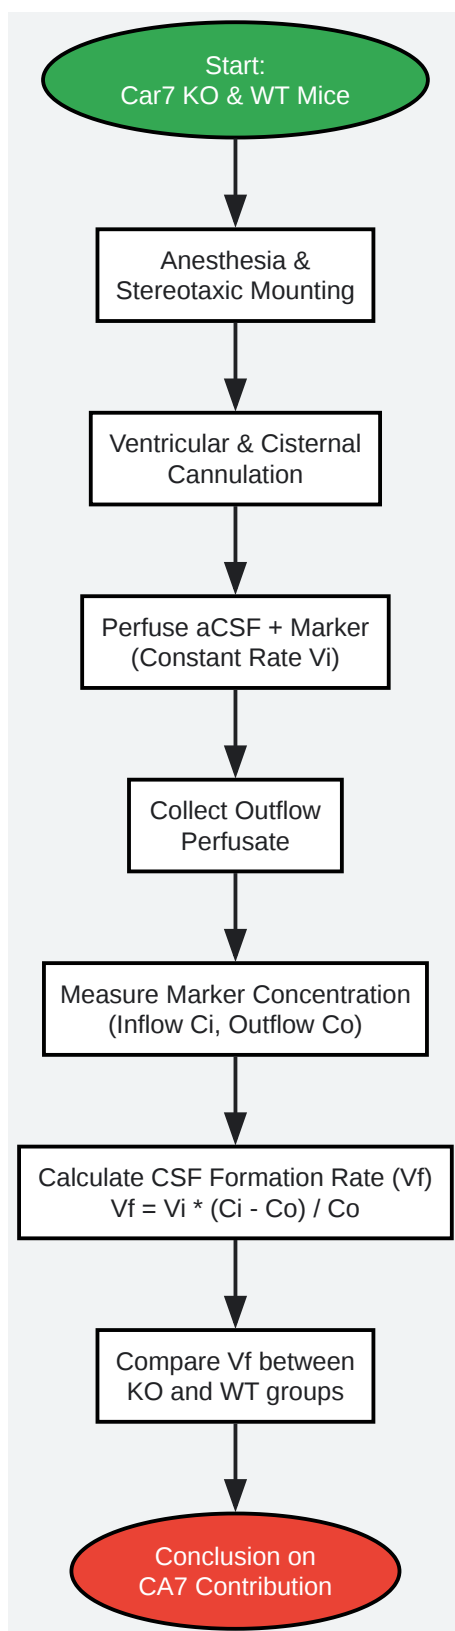 Start:
Car7 KO & WT Mice
Anesthesia &
Stereotaxic Mounting
Ventricular & Cisternal
Cannulation
Perfuse aCSF + Marker
(Constant Rate Vi)
Collect Outflow
Perfusate
Measure Marker Concentration
(Inflow Ci, Outflow Co)
Calculate CSF Formation Rate (Vf)
Vf = Vi * (Ci - Co) / Co
Compare Vf between
KO and WT groups
Conclusion on
CA7 Contribution